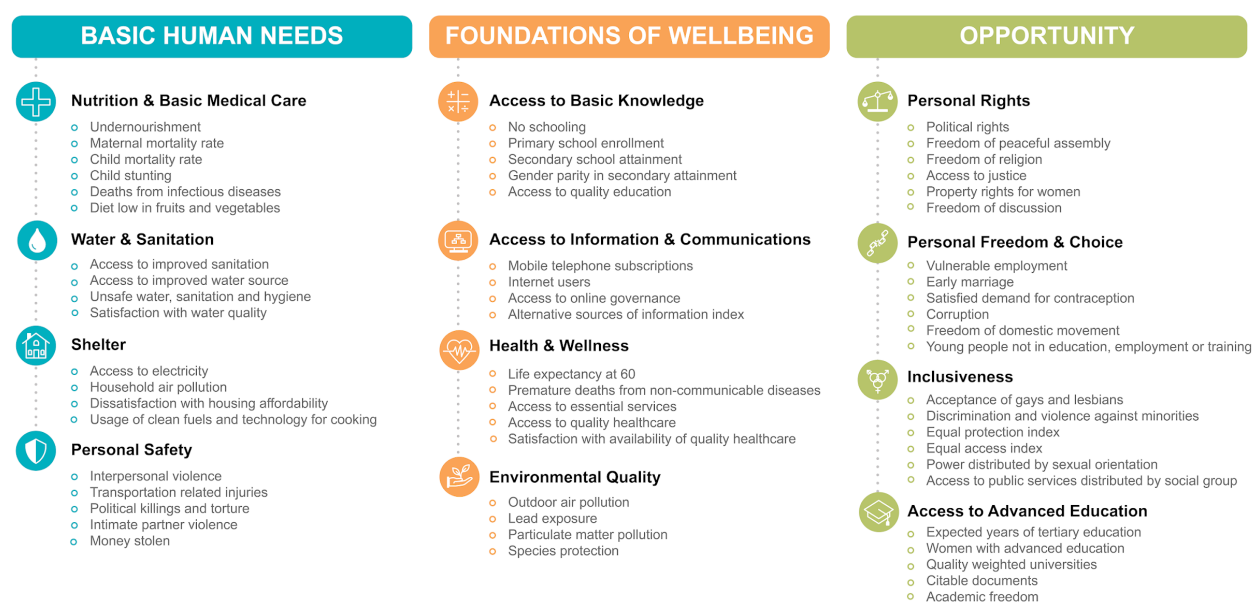 BASIC HUMAN NEEDS
Nutrition & Basic Medical Care
Undernourishment
Maternal mortality rate
Child mortality rate
Child stunting
Deaths from infectious diseases
Diet low in fruits and vegetables
Water & Sanitation
Access to improved sanitation
Access to improved water source
Unsafe water, sanitation and hygiene
Satisfaction with water quality
Shelter
Access to electricity
Household air pollution
Dissatisfaction with housing affordability
Usage of clean fuels and technology for cooking
Personal Safety
Interpersonal violence
Transportation related injuries
Political killings and torture
Intimate partner violence
Money stolen
FOUNDATIONS OF WELLBEING
Access to Basic Knowledge
No schooling
Primary school enrollment
Secondary school attainment
Gender parity in secondary attainment
Access to quality education
Access to Information & Communications
Mobile telephone subscriptions
Internet users
Access to online governance
Alternative sources of information index
Health & Wellness
Life expectancy at 60
Premature deaths from non-communicable diseases
Access to essential services
Access to quality healthcare
Satisfaction with availability of quality healthcare
Environmental Quality
Outdoor air pollution
Lead exposure
Particulate matter pollution
Species protection
OPPORTUNITY
Personal Rights
Political rights
Freedom of peaceful assembly
Freedom of religion
Access to justice
Property rights for women
Freedom of discussion
Personal Freedom & Choice
Vulnerable employment
Early marriage
Satisfied demand for contraception
Corruption
Freedom of domestic movement
Young people not in education, employment or training
Inclusiveness
Acceptance of gays and lesbians
Discrimination and violence against minorities
Equal protection index
Equal access index
Power distributed by sexual orientation
Access to public services distributed by social group
Access to Advanced Education
Expected years of tertiary education
Women with advanced education
Quality weighted universities
Citable documents
Academic freedom